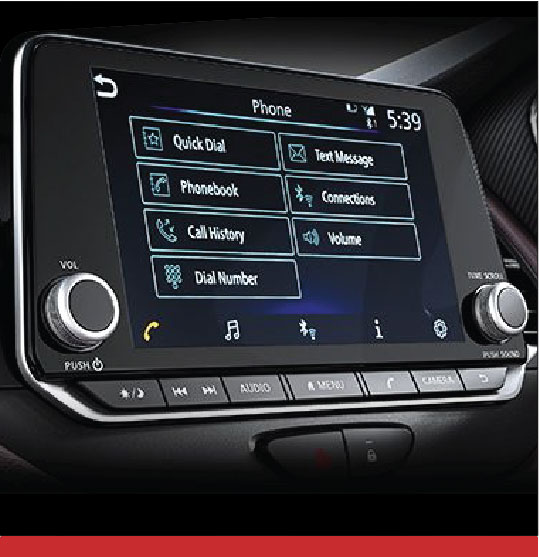 Phone
5:39
Quick Dial
Text Message
Phonebook
Connections
Call History
Volume
Dial Number
VOL
TUNE SCROLL
PUSH
PUSH SOUND
AUDIO
MENU
CAMERA